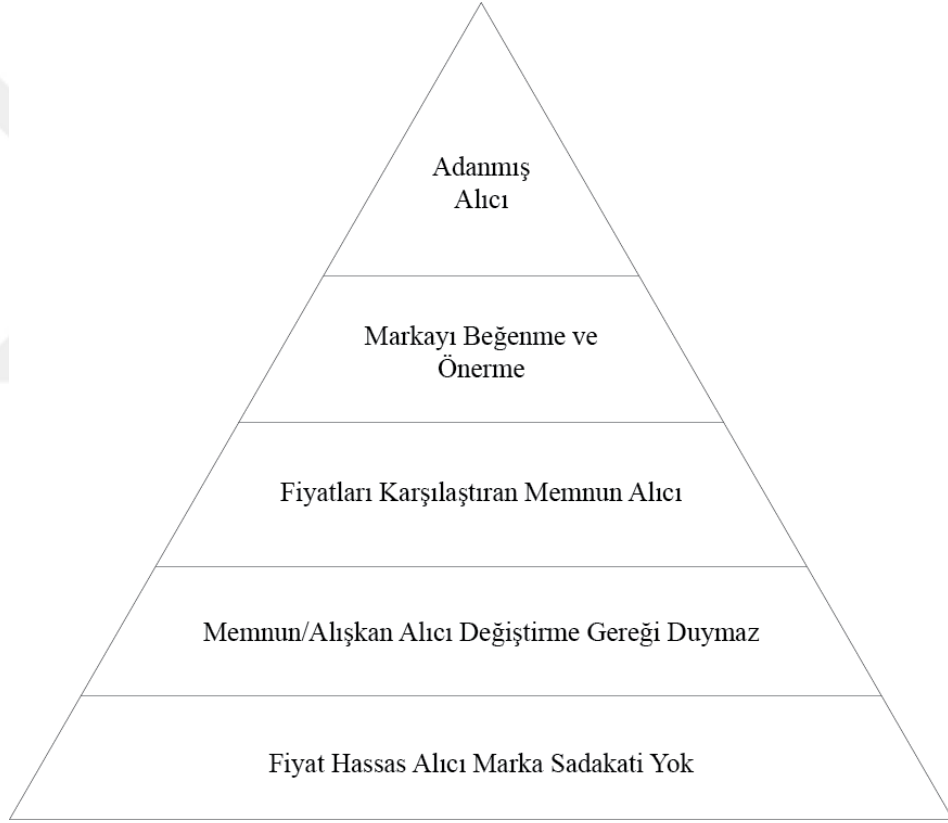 Adanmış
Alıcı
Markayı Beğenme ve
Önerme
Fiyatları Karşılaştıran Memnun Alıcı
Memnun/Alışkan Alıcı Değiştirme Gereği Duymaz
Fiyat Hassas Alıcı Marka Sadakati Yok